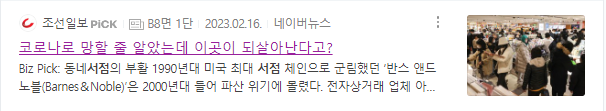 조선일보 PiCK B8면 1단 · 2023.02.16. · 네이버뉴스
코로나로 망할 줄 알았는데 이곳이 되살아난다고?
Biz Pick: 동네서점의 부활 1990년대 미국 최대 서점 체인으로 군림했던 '반스 앤드
노블(Barnes&Noble)'은 2000년대 들어 파산 위기에 몰렸다. 전자상거래 업체 아...